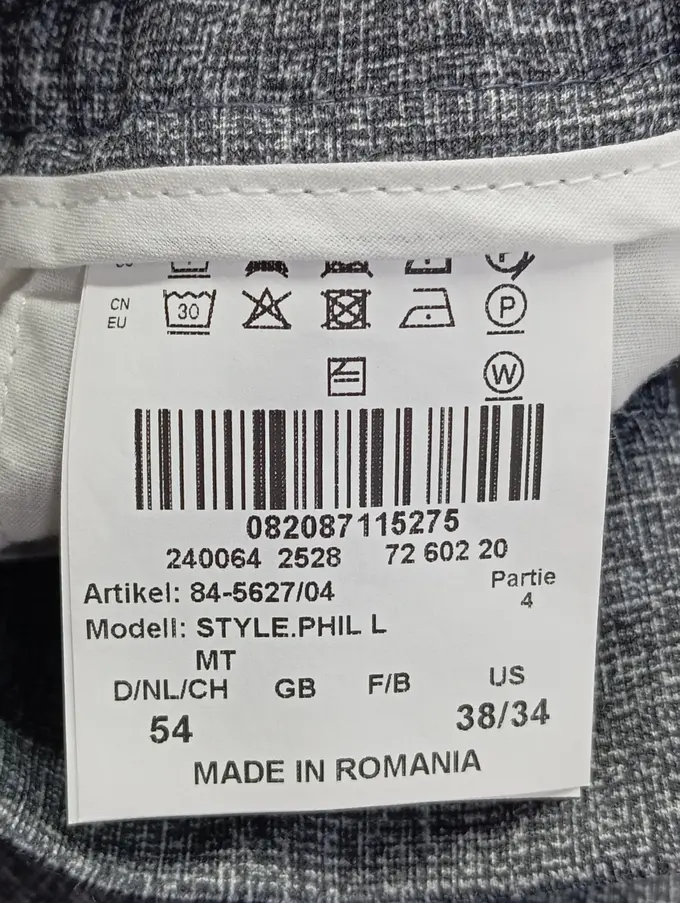 CN
EU
30
P
W
082087115275
240064 2528 72 602 20
Artikel: 84-5627/04 Partie
4
Modell: STYLE.PHIL L
MT
D/NL/CH GB F/B US
54 38/34
MADE IN ROMANIA